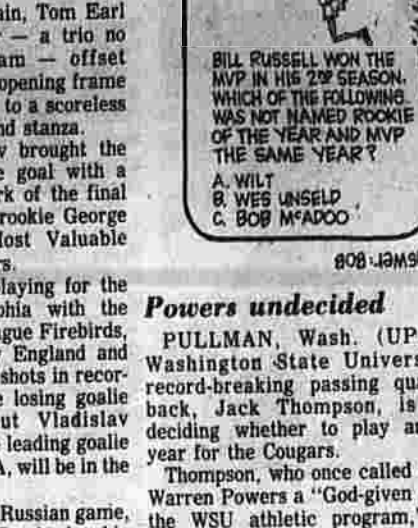 ain, Tom Earl
— a trio no
am — offset
opening frame
to a scoreless
nd stanza.
v brought the
e goal with a
rk of the final
rookie George
Most Valuable
rs.
laying for the
phia with the
gue Firebirds,
England and
shots in recor-
e losing goalie
ut Vladislav
leading goalie
A, will be in the
Russian game,
BILL RUSSELL WON THE
MVP IN HIS 2ND SEASON.
WHICH OF THE FOLLOWING
WAS NOT NAMED ROOKIE
OF THE YEAR AND MVP
THE SAME YEAR?
A. WILT
B. WES UNSELD
C. BOB McADOO
SWER: BOB
Powers undecided
PULLMAN, Wash. (UP
Washington State Univers
record-breaking passing qu
back, Jack Thompson, is
deciding whether to play an
year for the Cougars.
Thompson, who once called
Warren Powers a "God-given
the WSU athletic program,